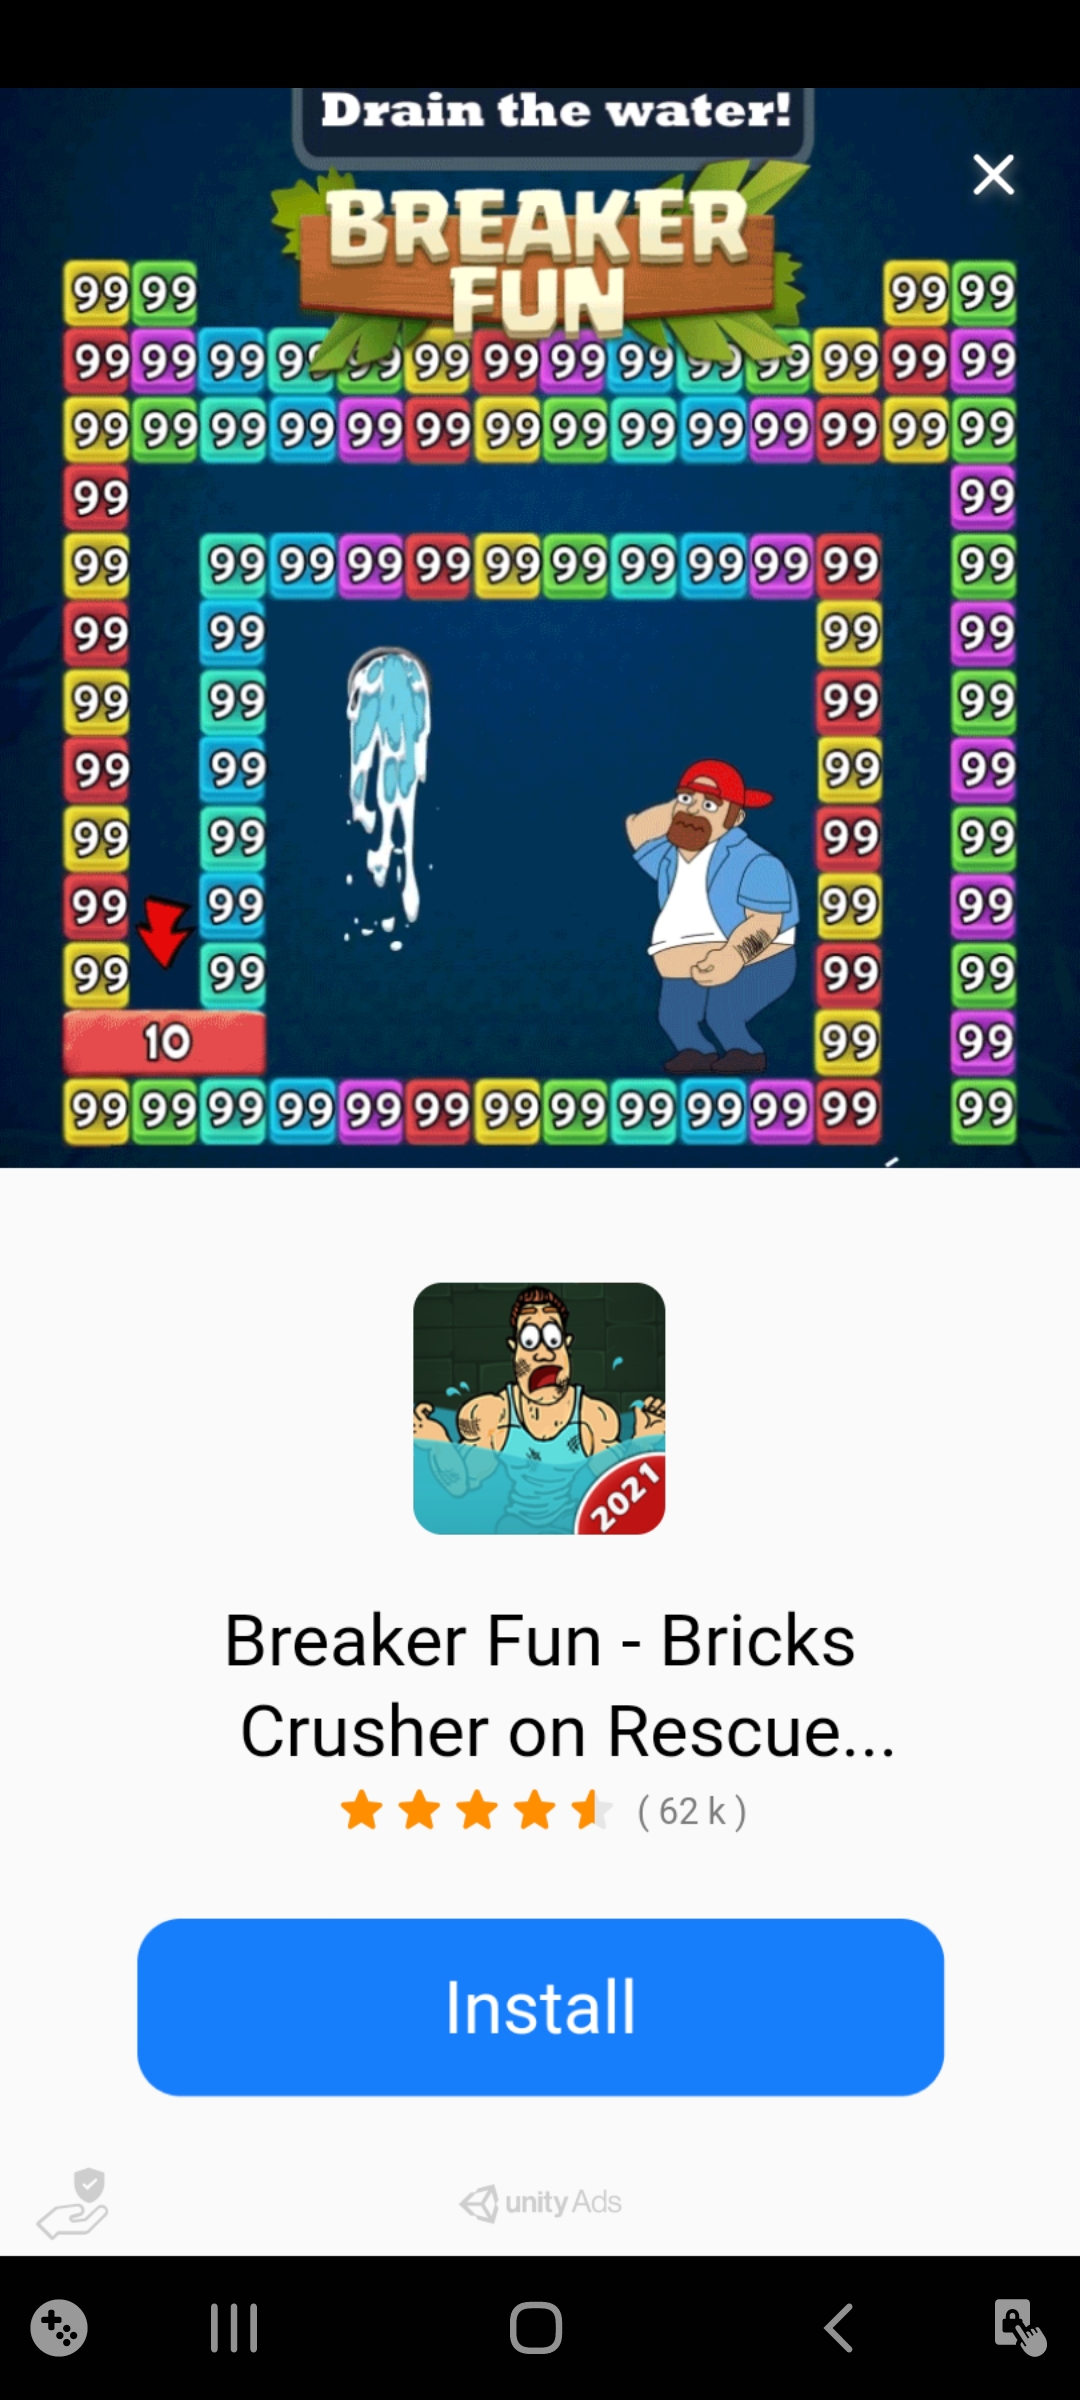 Drain the water!
BREAKER
FUN
99 99 99 99
99 99 99 99 99 99 99 99 99 99 99 99 99 99
99 99 99 99 99 99 99 99 99 99 99 99 99 99
99 99
99 99 99 99 99 99 99 99 99 99 99 99
99 99 99 99
99 99 99 99
99 99 99 99
99 99 99 99
99 99 99 99
99 99 99 99
10 99 99
99 99 99 99 99 99 99 99 99 99 99 99 99
2021
Breaker Fun - Bricks
Crusher on Rescue...
( 62 k )
Install
unity Ads